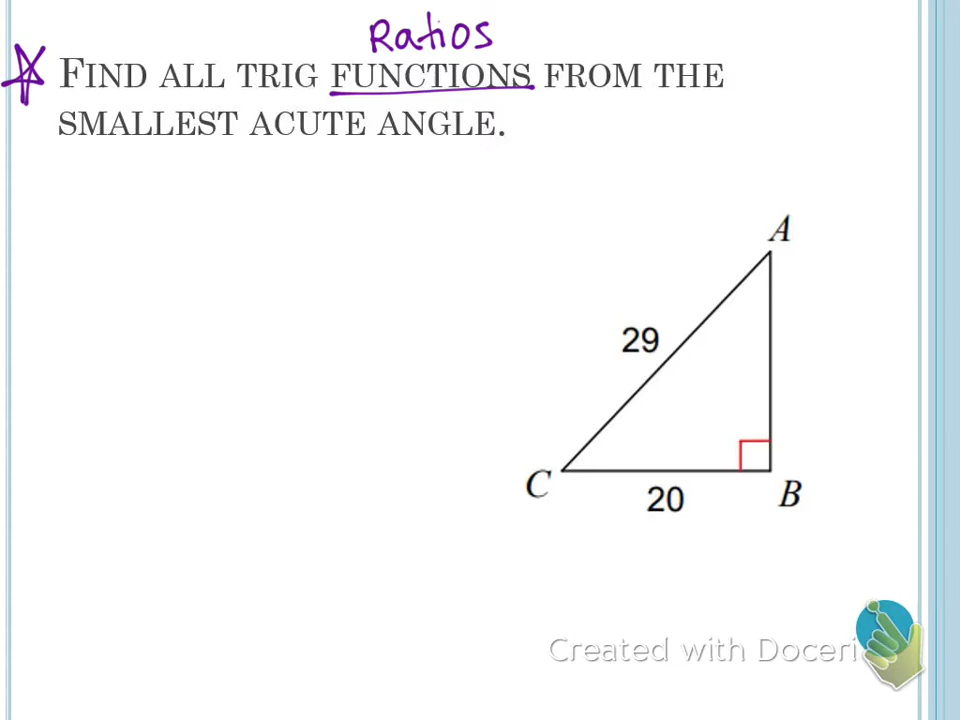 Ratios
FIND ALL TRIG FUNCTIONS FROM THE
SMALLEST ACUTE ANGLE.
A
29
C
20
B
Created with Doceri